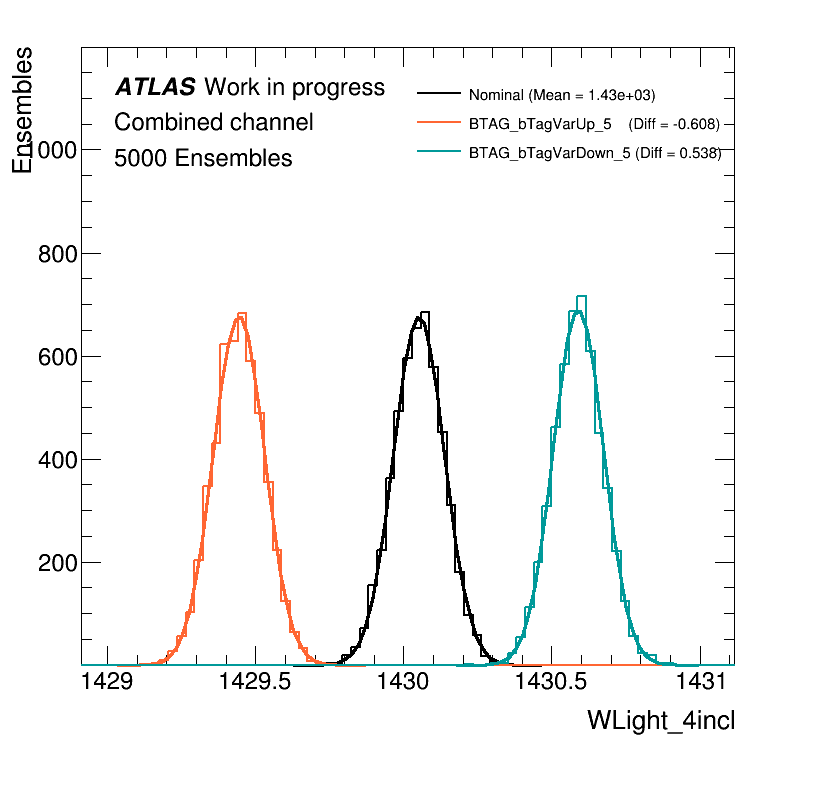 Ensembles
ATLAS Work in progress
Combined channel
5000 Ensembles
Nominal (Mean = 1.43e+03)
BTAG_bTagVarUp_5 (Diff = -0.608)
BTAG_bTagVarDown_5 (Diff = 0.538)
1000
800
600
400
200
1429 1429.5 1430 1430.5 1431
WLight_4incl